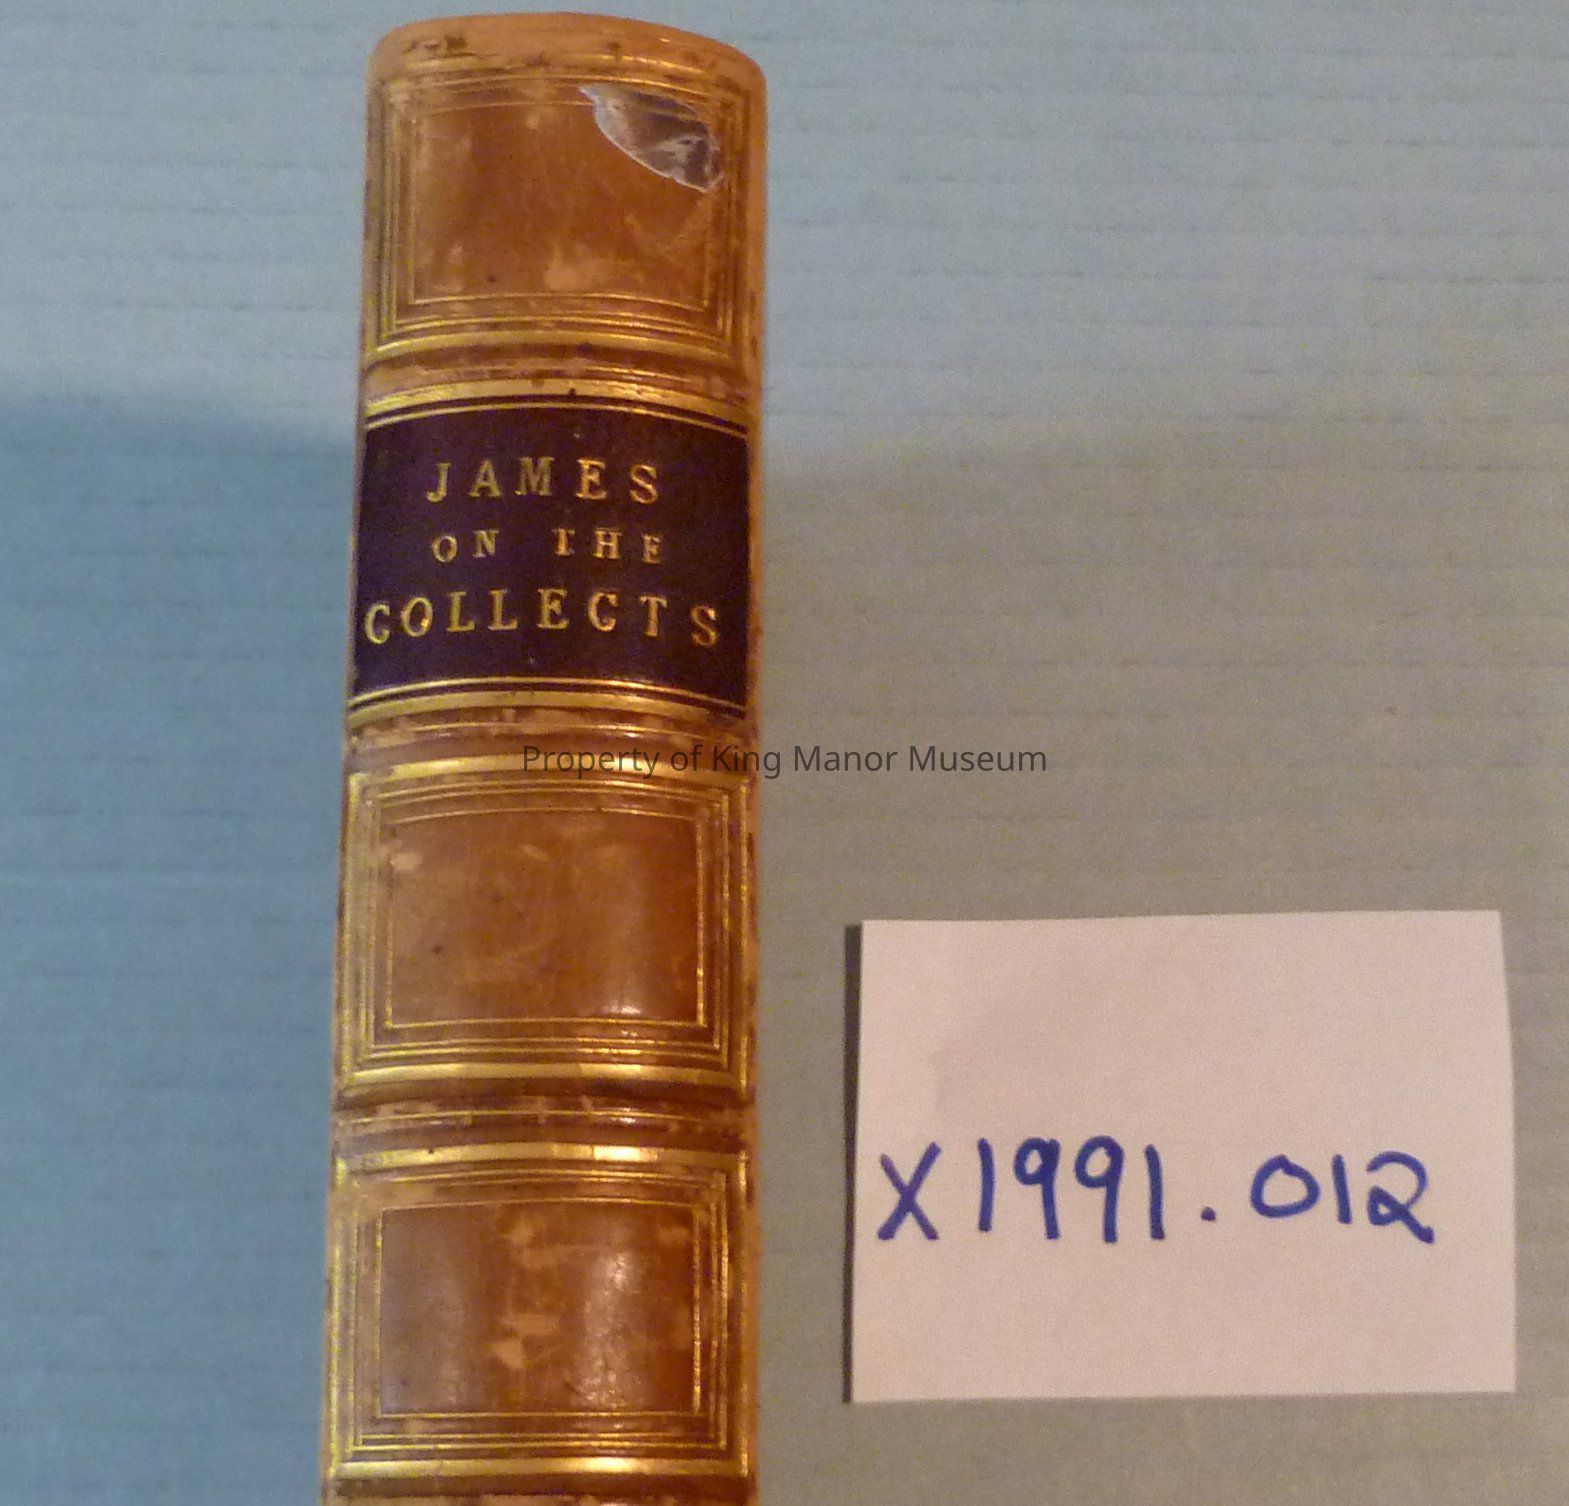 JAMES
ON THE
COLLECTS
Property of King Manor Museum
X1991.012